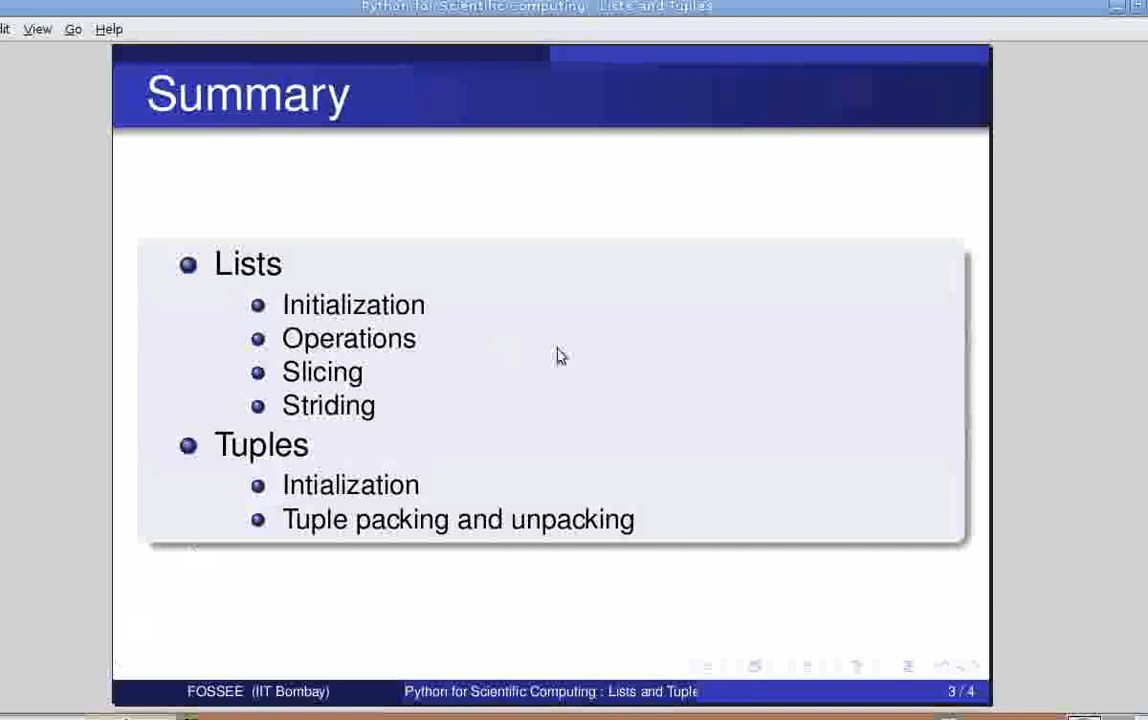 Python for Scientific computing : Lists and Tuples
dit View Go Help
Summary
Lists
Initialization
Operations
Slicing
Striding
Tuples
Intialization
Tuple packing and unpacking
FOSSEE (IIT Bombay) Python for Scientific Computing : Lists and Tuple 3 / 4